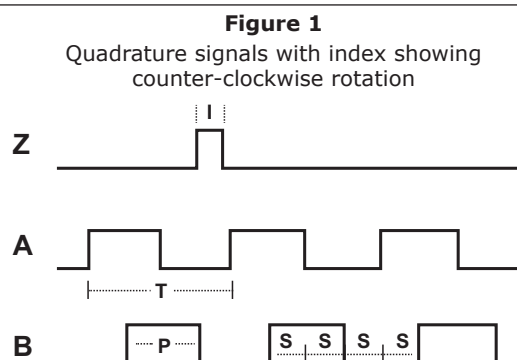 Figure 1
Quadrature signals with index showing
counter-clockwise rotation
I
Z
A
T
B
P
S S S S